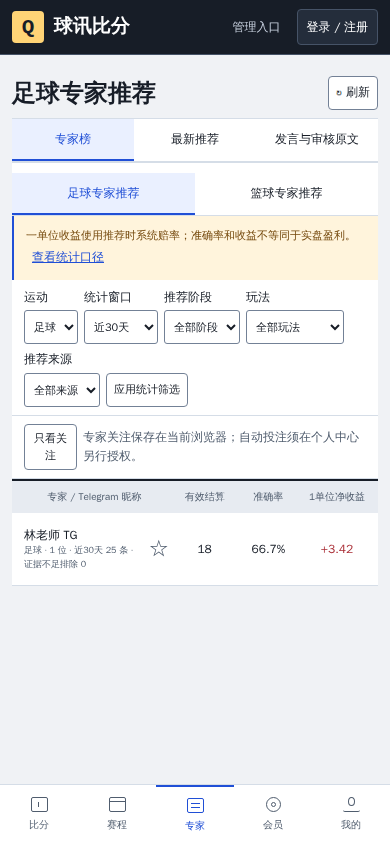 Q 球讯比分 管理入口 登录 / 注册
足球专家推荐 刷新
专家榜 最新推荐 发言与审核原文
足球专家推荐 篮球专家推荐
一单位收益使用推荐时系统赔率；准确率和收益不等同于实盘盈利。
查看统计口径
运动 统计窗口 推荐阶段 玩法
足球 近30天 全部阶段 全部玩法
推荐来源
全部来源 应用统计筛选
只看关注 专家关注保存在当前浏览器；自动投注须在个人中心
另行授权。
专家 / Telegram 昵称 有效结算 准确率 1单位净收益
林老师 TG
足球 · 1 位 · 近30天 25 条 · 18 66.7% +3.42
证据不足排除 0
比分 赛程 专家 会员 我的